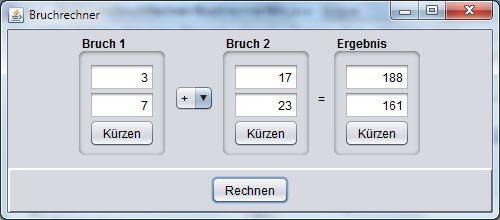 Bruchrechner
Bruch 1 Bruch 2 Ergebnis
3 17 188
7 + 23 = 161
Kürzen Kürzen Kürzen
Rechnen